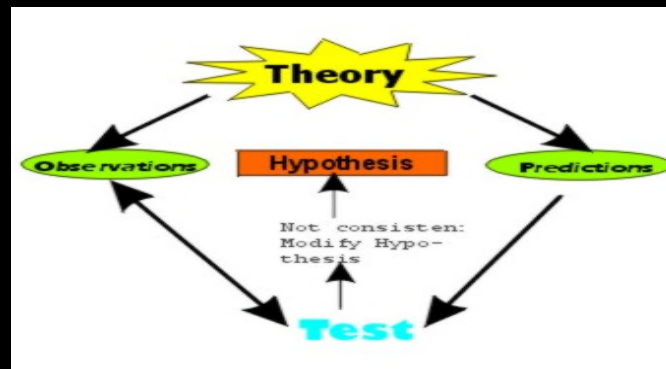 Theory
Observations
Hypothesis
Predictions
Not consisten:
Modify Hypo-
thesis
Test